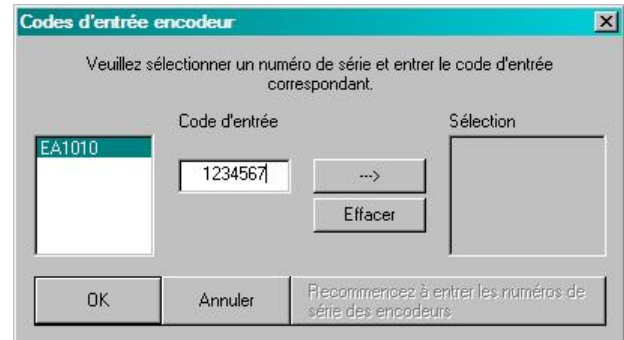 Codes d'entrée encodeur
Veuillez sélectionner un numéro de série et entrer le code d'entrée
correspondant.
Code d'entrée
Sélection
EA1010
1234567
--->
Effacer
OK
Annuler
Recommencez à entrer les numéros de
série des encodeurs